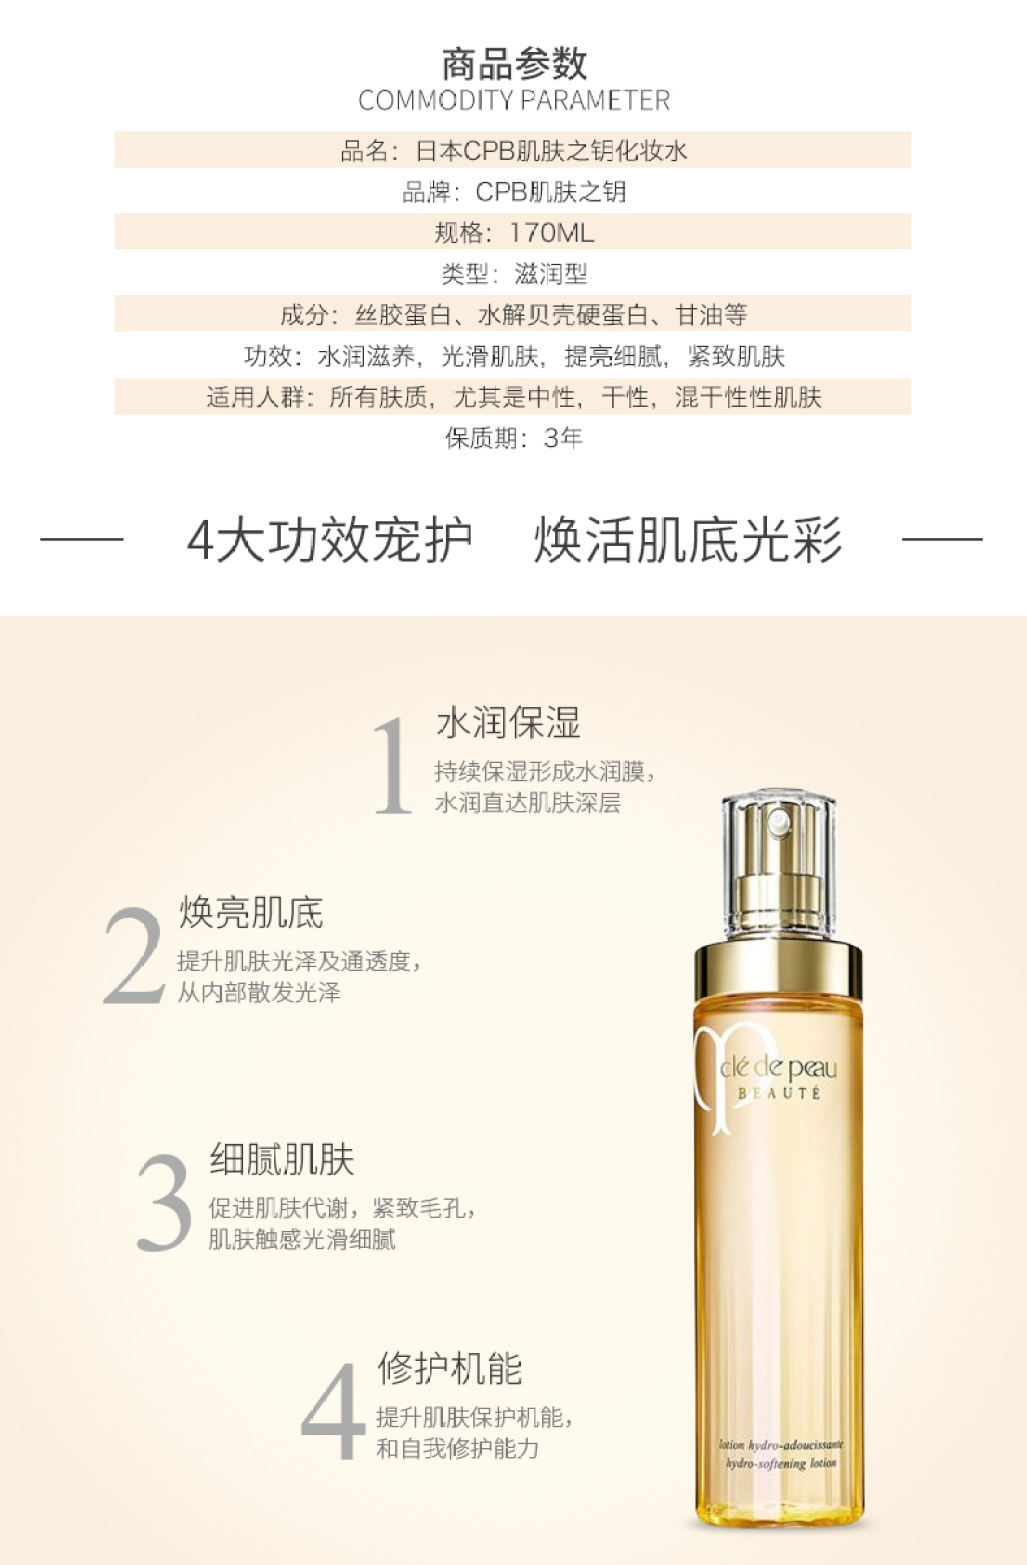 商品参数
COMMODITY PARAMETER
品名：日本CPB肌肤之钥化妆水
品牌：CPB肌肤之钥
规格：170ML
类型：滋润型
成分：丝胶蛋白、水解贝壳硬蛋白、甘油等
功效：水润滋养，光滑肌肤，提亮细腻，紧致肌肤
适用人群：所有肤质，尤其是中性，干性，混干性性肌肤
保质期：3年
4大功效宠护 焕活肌底光彩
1 水润保湿
持续保湿形成水润膜，
水润直达肌肤深层
2 焕亮肌底
提升肌肤光泽及通透度，
从内部散发光泽
3 细腻肌肤
促进肌肤代谢，紧致毛孔，
肌肤触感光滑细腻
4 修护机能
提升肌肤保护机能，
和自我修护能力
clé de peau
BEAUTÉ
lotion hydro-adoucissante
hydro-softening lotion